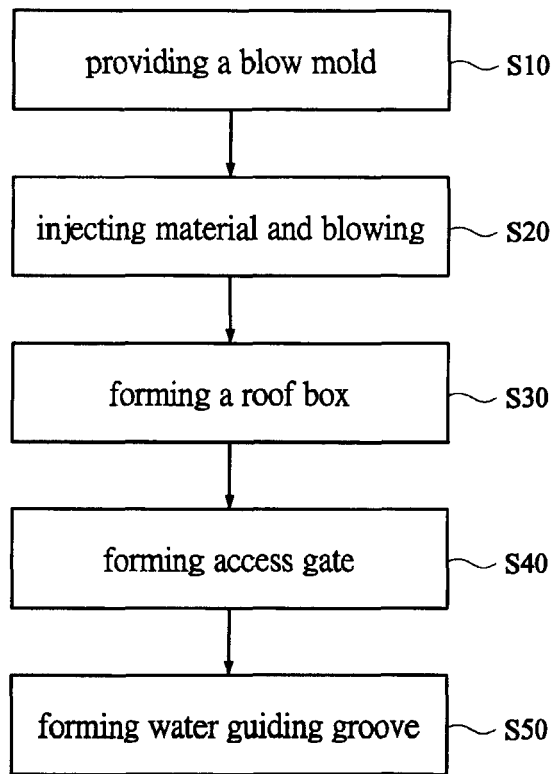 providing a blow mold S10
injecting material and blowing S20
forming a roof box S30
forming access gate S40
forming water guiding groove S50